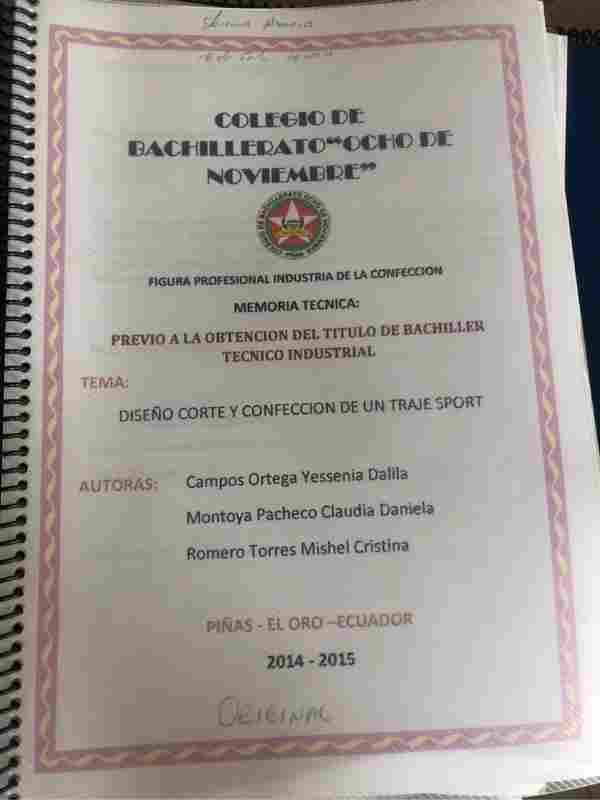 COLEGIO DE
BACHILLERATO“OCHO DE
NOVIEMBRE”
FIGURA PROFESIONAL INDUSTRIA DE LA CONFECCION
MEMORIA TECNICA:
PREVIO A LA OBTENCION DEL TITULO DE BACHILLER
TECNICO INDUSTRIAL
TEMA:
DISEÑO CORTE Y CONFECCION DE UN TRAJE SPORT
AUTORAS: Campos Ortega Yessenia Dalila
Montoya Pacheco Claudia Daniela
Romero Torres Mishel Cristina
PIÑAS - EL ORO –ECUADOR
2014 - 2015
ORIGINAL